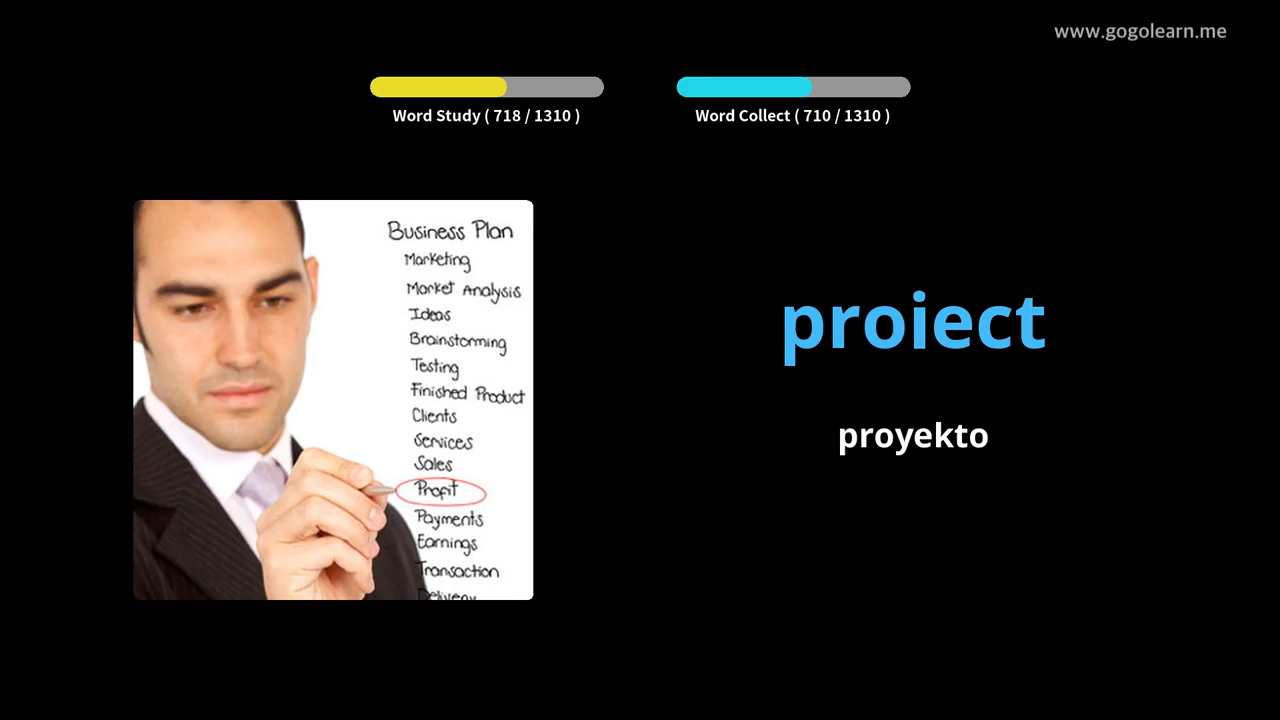 www.gogolearn.me
Word Study ( 718 / 1310 )
Word Collect ( 710 / 1310 )
Business Plan
Marketing
Market Analysis
Ideas
Brainstorming
Testing
Finished Product
Clients
Services
Sales
Profit
Payments
Earnings
Transaction
Delivery
proiect
proyekto